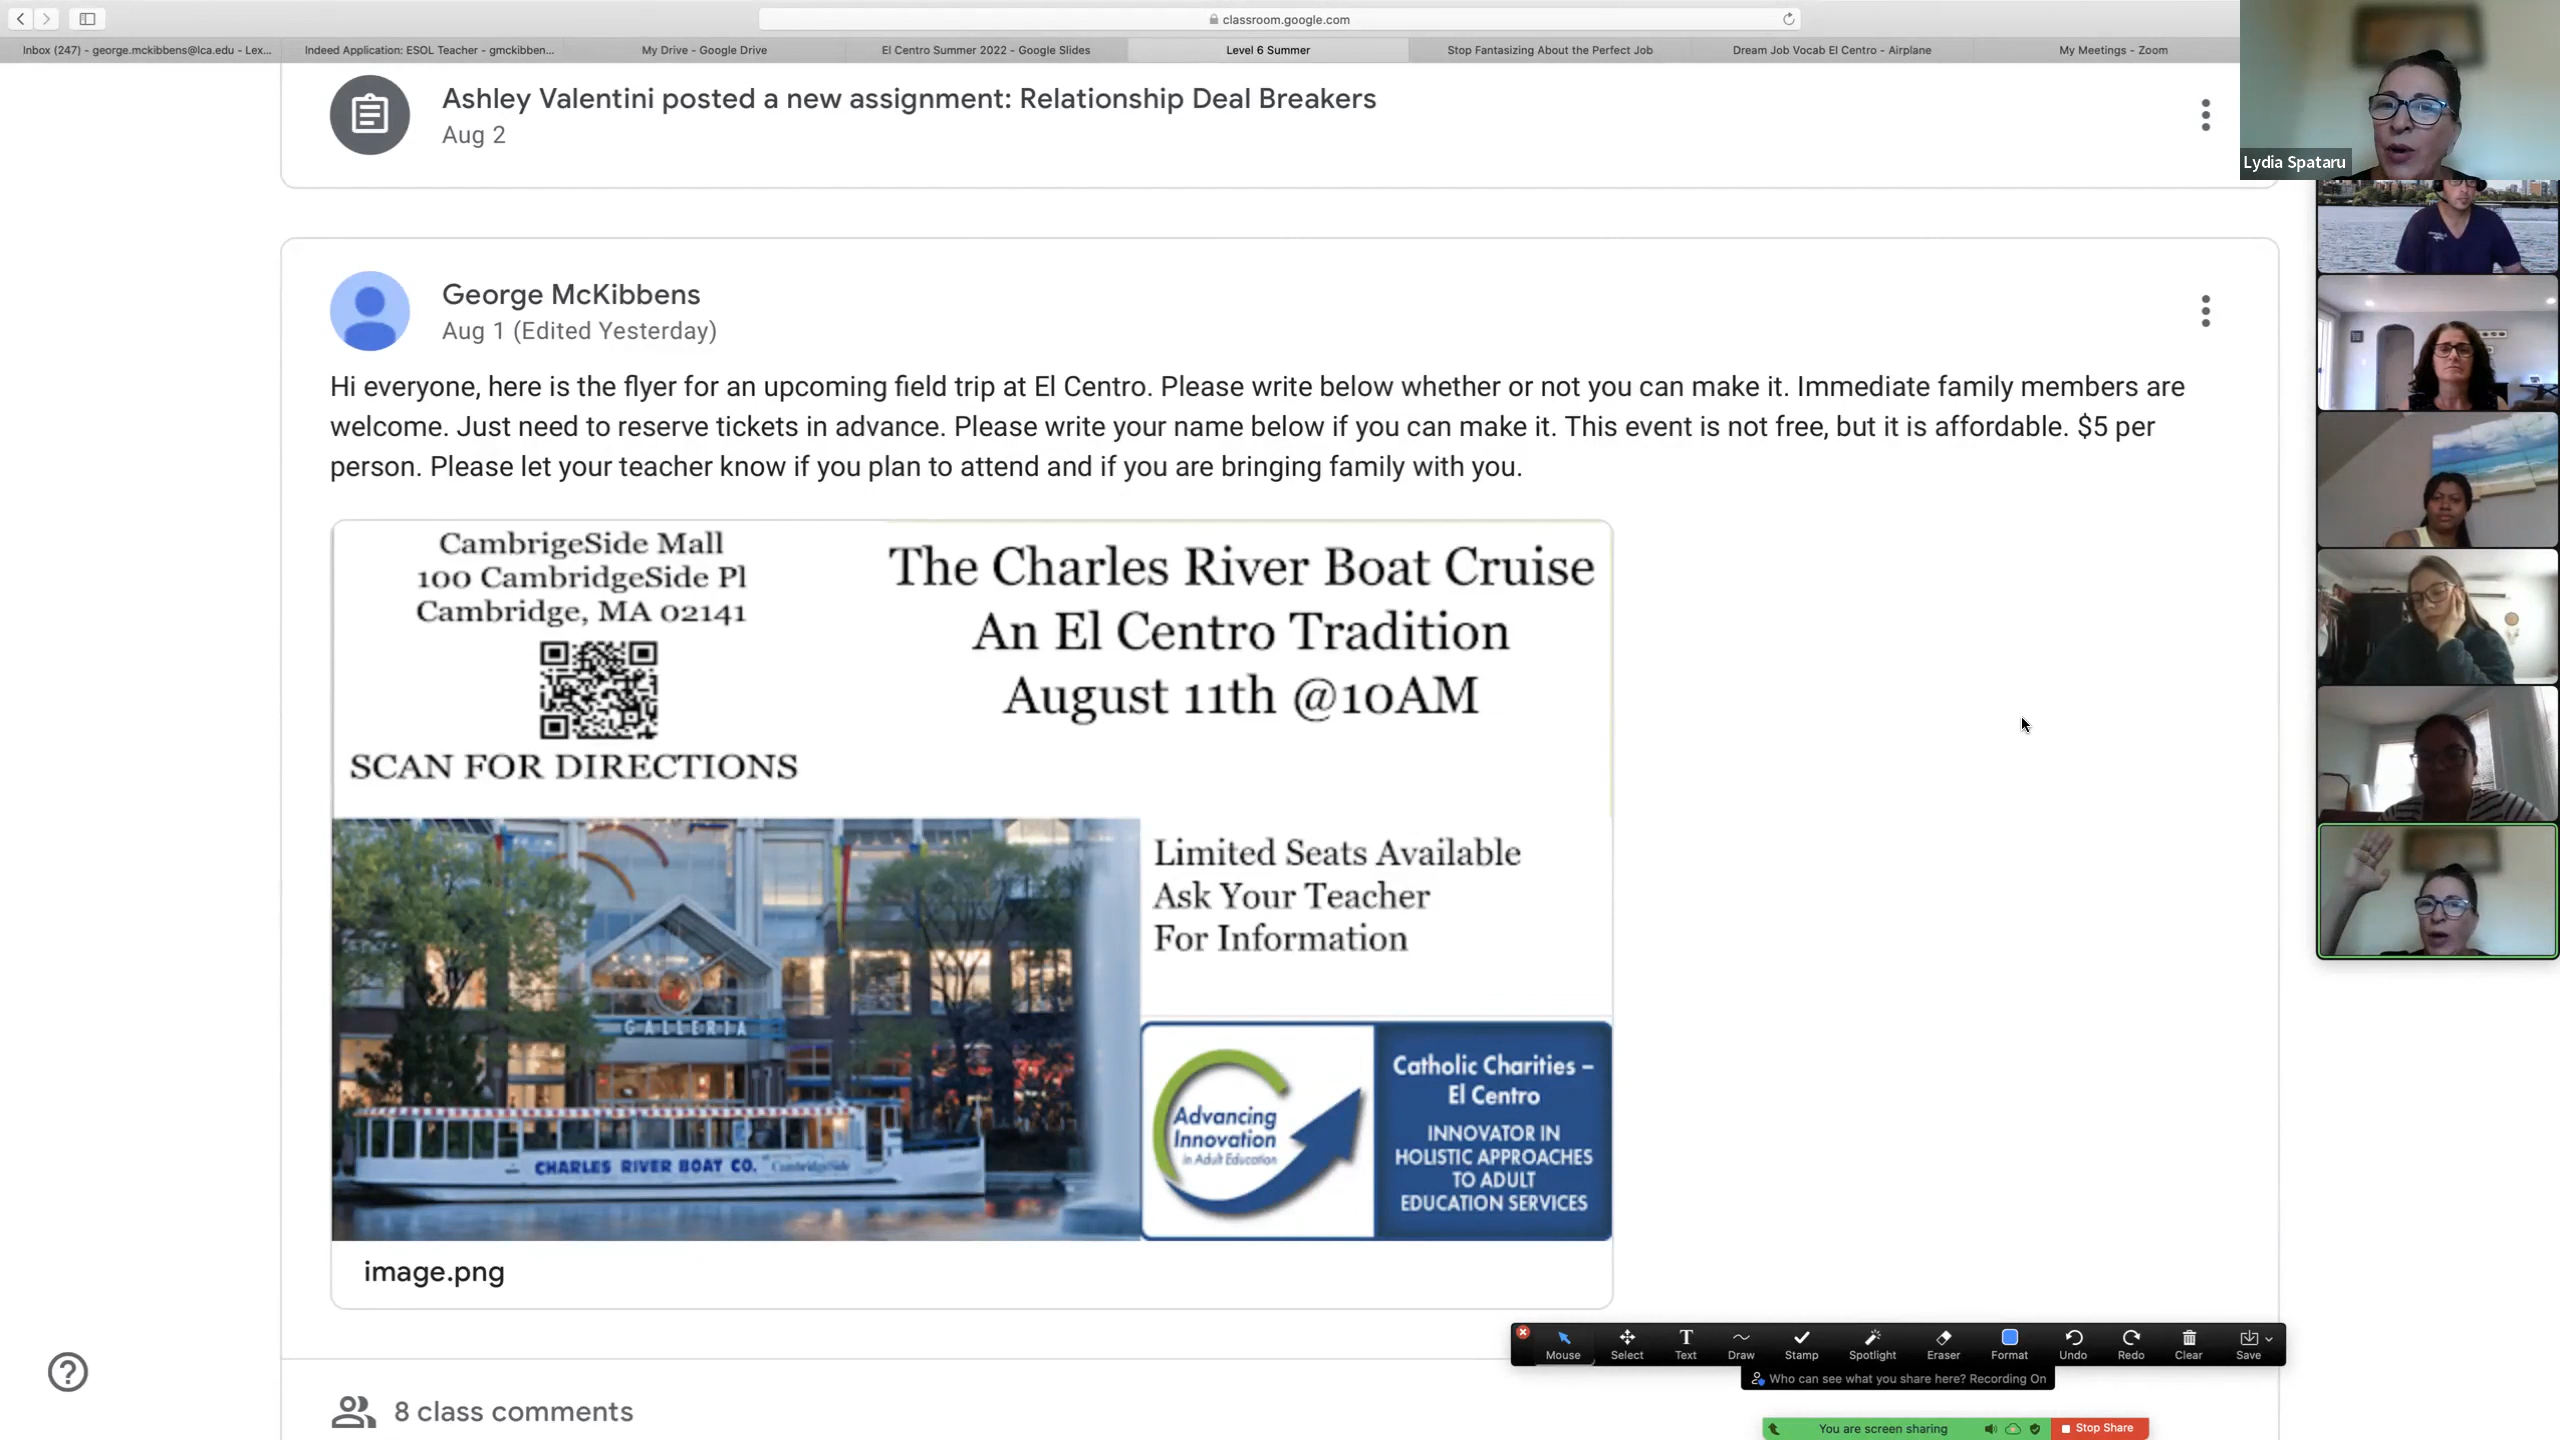 classroom.google.com
Inbox (247) - george.mckibbens@lca.edu - Lex...
Indeed Application: ESOL Teacher - gmckibben...
My Drive - Google Drive
El Centro Summer 2022 - Google Slides
Level 6 Summer
Stop Fantasizing About the Perfect Job
Dream Job Vocab El Centro - Airplane
My Meetings - Zoom
Ashley Valentini posted a new assignment: Relationship Deal Breakers
Aug 2
Lydia Spataru
George McKibbens
Aug 1 (Edited Yesterday)
Hi everyone, here is the flyer for an upcoming field trip at El Centro. Please write below whether or not you can make it. Immediate family members are
welcome. Just need to reserve tickets in advance. Please write your name below if you can make it. This event is not free, but it is affordable. $5 per
person. Please let your teacher know if you plan to attend and if you are bringing family with you.
CambrigeSide Mall
100 CambridgeSide Pl
Cambridge, MA 02141
SCAN FOR DIRECTIONS
The Charles River Boat Cruise
An El Centro Tradition
August 11th @10AM
Limited Seats Available
Ask Your Teacher
For Information
GALLERIA
CHARLES RIVER BOAT CO. CambridgeSide
Advancing
Innovation
in Adult Education
Catholic Charities –
El Centro
INNOVATOR IN
HOLISTIC APPROACHES
TO ADULT
EDUCATION SERVICES
image.png
8 class comments
Mouse
Select
Text
Draw
Stamp
Spotlight
Eraser
Format
Undo
Redo
Clear
Save
Who can see what you share here? Recording On
You are screen sharing
Stop Share